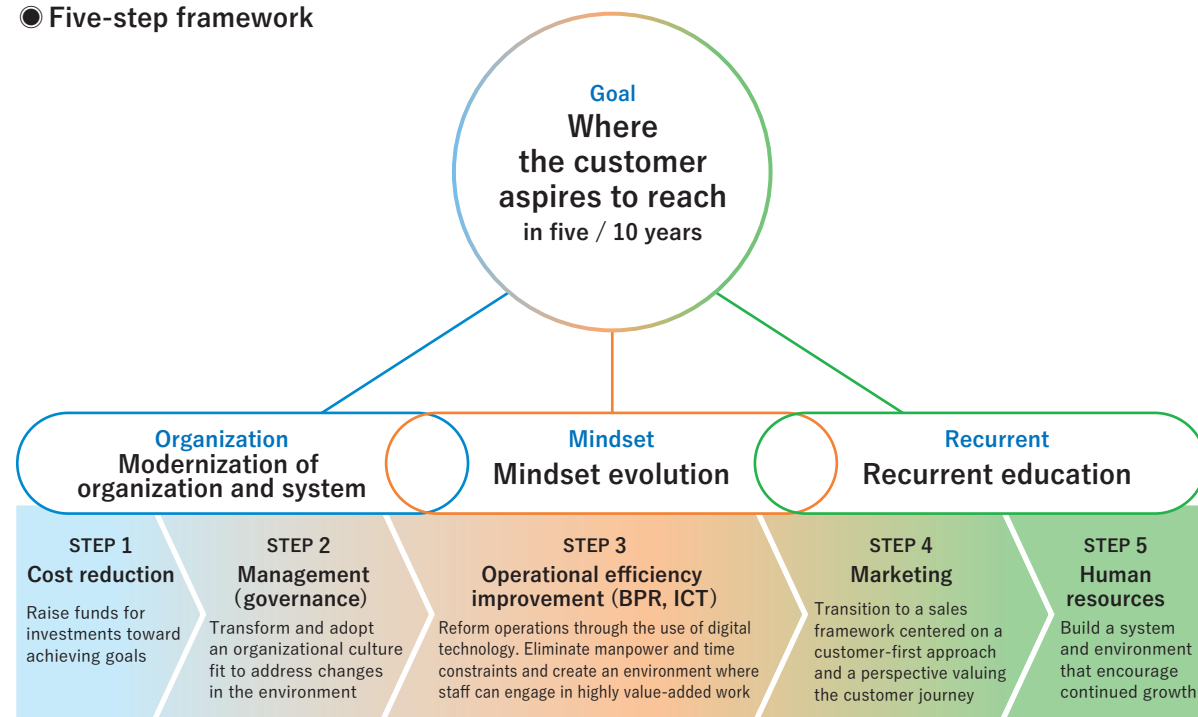 ◉ Five-step framework
Goal
Where
the customer
aspires to reach
in five / 10 years
Organization
Modernization of
organization and system
Mindset
Mindset evolution
Recurrent
Recurrent education
STEP 1
Cost reduction
Raise funds for
investments toward
achieving goals
STEP 2
Management
(governance)
Transform and adopt
an organizational culture
fit to address changes
in the environment
STEP 3
Operational efficiency
improvement (BPR, ICT)
Reform operations through the use of digital
technology. Eliminate manpower and time
constraints and create an environment where
staff can engage in highly value-added work
STEP 4
Marketing
Transition to a sales
framework centered on a
customer-first approach
and a perspective valuing
the customer journey
STEP 5
Human
resources
Build a system
and environment
that encourage
continued growth